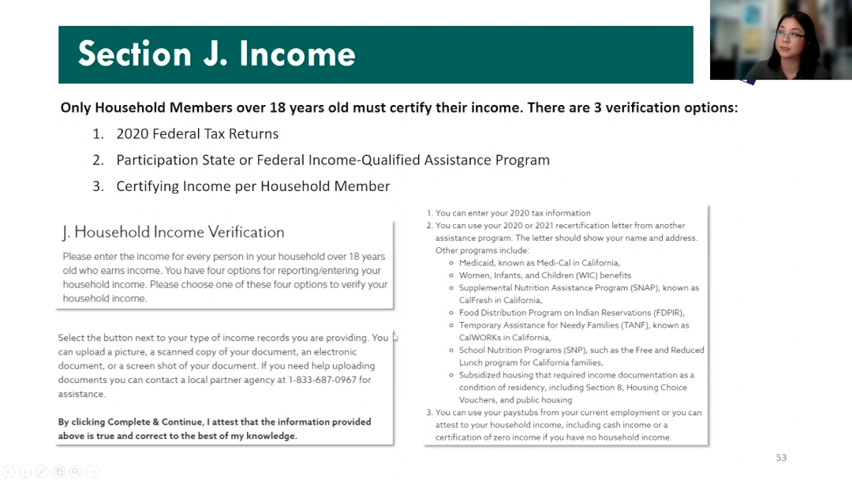 Section J. Income
Only Household Members over 18 years old must certify their income. There are 3 verification options:
1. 2020 Federal Tax Returns
2. Participation State or Federal Income-Qualified Assistance Program
3. Certifying Income per Household Member
J. Household Income Verification
Please enter the income for every person in your household over 18 years
old who earns income. You have four options for reporting/entering your
household income. Please choose one of these four options to verify your
household income.
Select the button next to your type of income records you are providing. You
can upload a picture, a scanned copy of your document, an electronic
document, or a screen shot of your document. If you need help uploading
documents you can contact a local partner agency at 1-833-687-0967 for
assistance.
By clicking Complete & Continue, I attest that the information provided
above is true and correct to the best of my knowledge.
1. You can enter your 2020 tax information
2. You can use your 2020 or 2021 recertification letter from another
assistance program. The letter should show your name and address.
Other programs include:
Medicaid, known as Medi-Cal in California,
Women, Infants, and Children (WIC) benefits
Supplemental Nutrition Assistance Program (SNAP), known as
CalFresh in California,
Food Distribution Program on Indian Reservations (FDPIR),
Temporary Assistance for Needy Families (TANF), known as
CalWORKs in California,
School Nutrition Programs (SNP), such as the Free and Reduced
Lunch program for California families,
Subsidized housing that required income documentation as a
condition of residency, including Section 8, Housing Choice
Vouchers, and public housing
3. You can use your paystubs from your current employment or you can
attest to your household income, including cash income or a
certification of zero income if you have no household income.
53